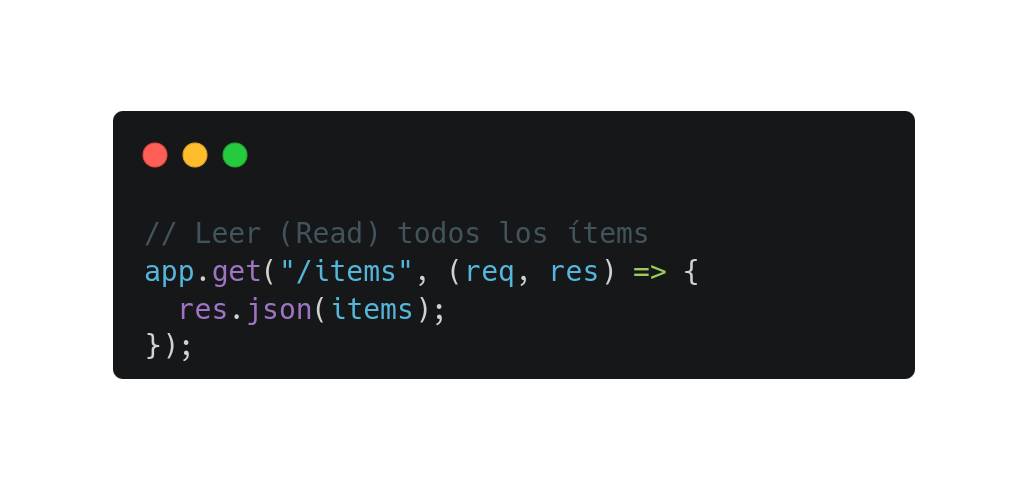 // Leer (Read) todos los ítems
app.get("/items", (req, res) => {
  res.json(items);
});